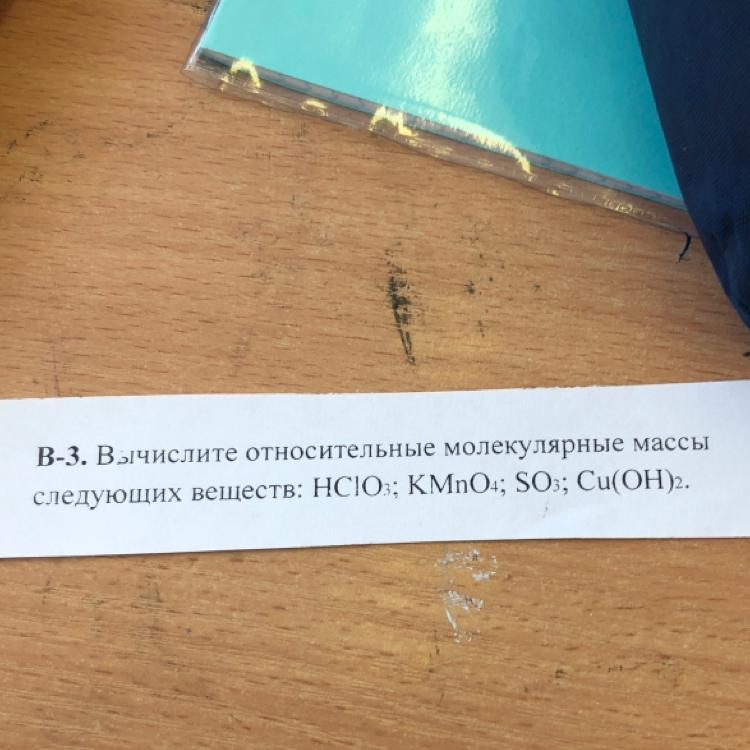 В-3. Вычислите относительные молекулярные массы
следующих веществ: HClO₃; KMnO₄; SO₃; Cu(OH)₂.